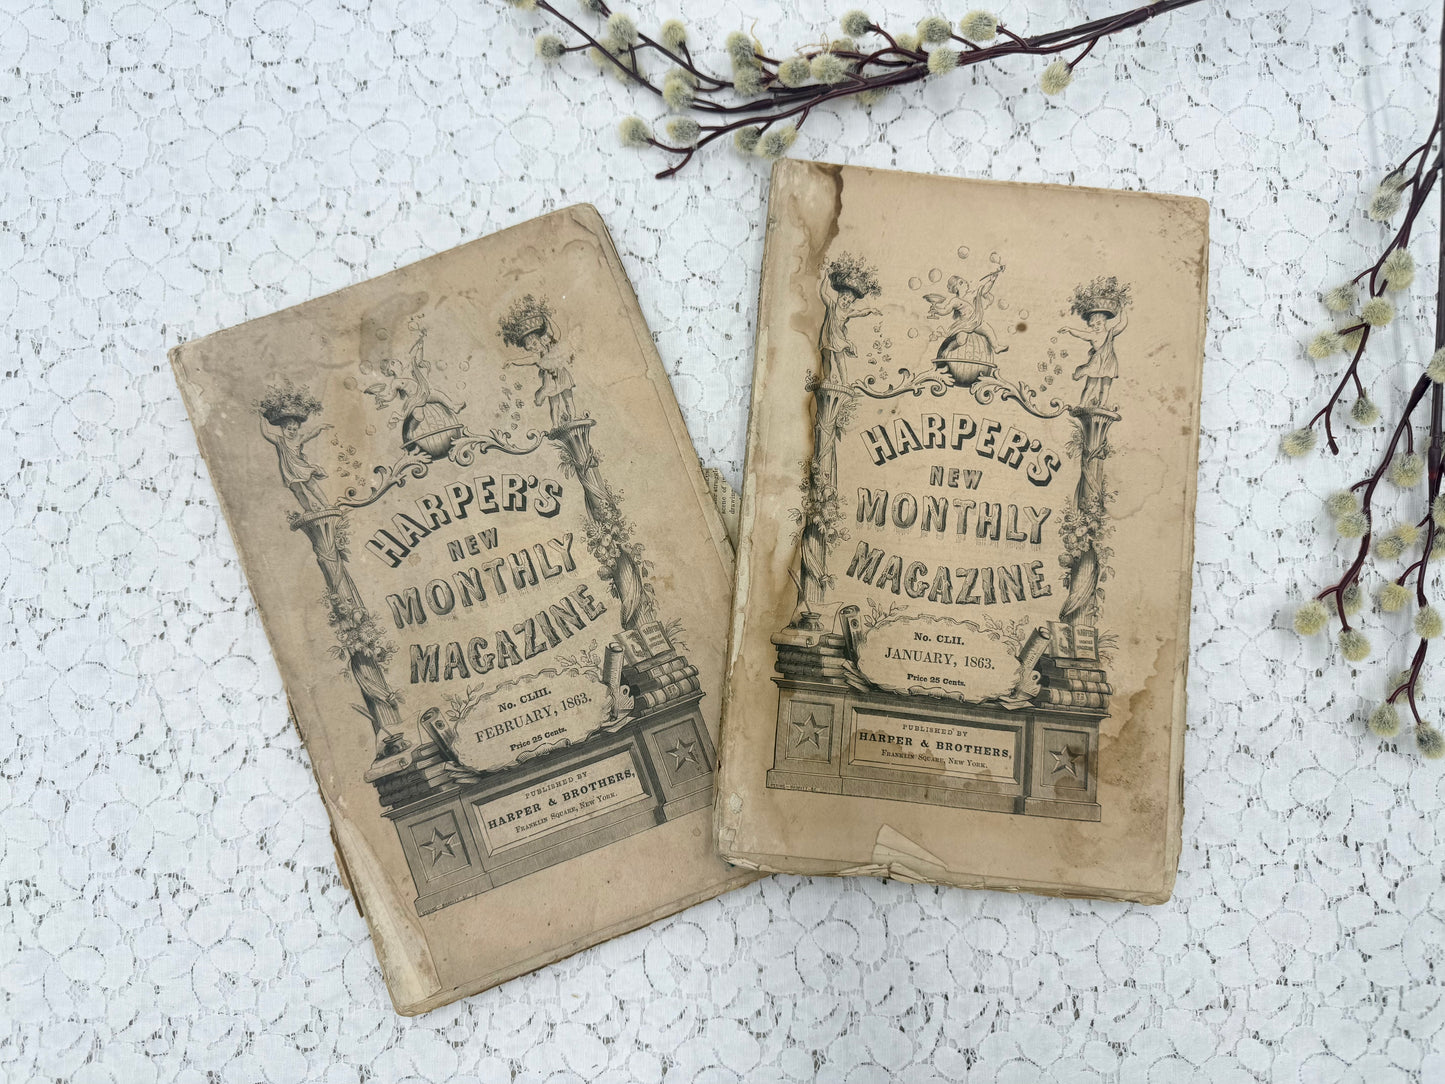 HARPER'S
NEW
MONTHLY
MAGAZINE
No. CLIII.
FEBRUARY, 1863.
Price 25 Cents.
PUBLISHED BY
HARPER & BROTHERS,
Franklin Square, New York.
HARPER'S
NEW
MONTHLY
MAGAZINE
No. CLII.
JANUARY, 1863.
Price 25 Cents.
PUBLISHED BY
HARPER & BROTHERS,
Franklin Square, New York.